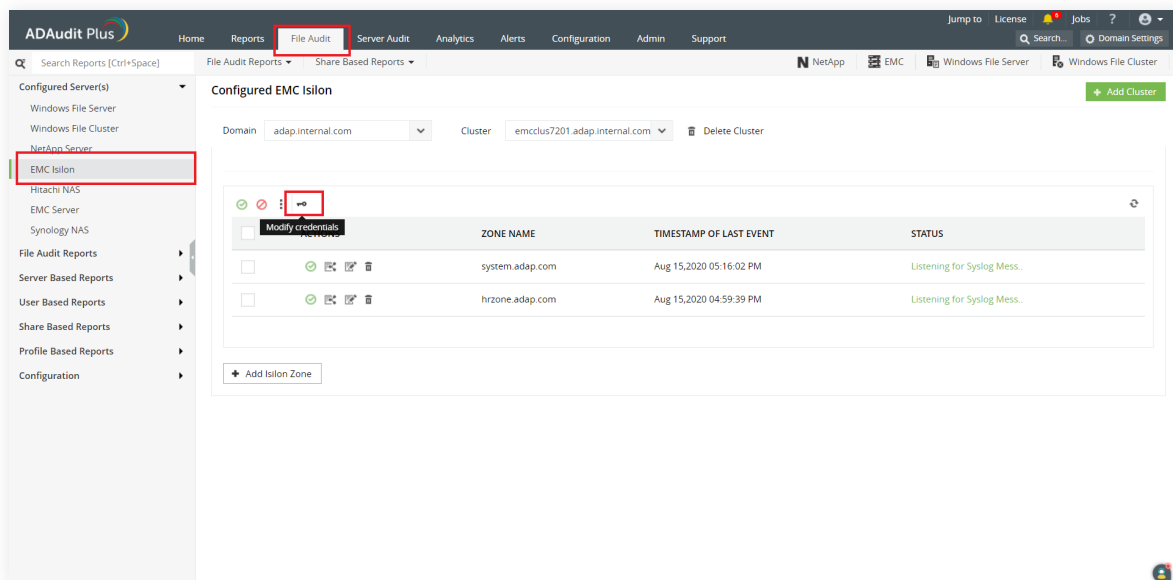 Jump to License 6 Jobs ?
ADAudit Plus
Home Reports File Audit Server Audit Analytics Alerts Configuration Admin Support
Search... Domain Settings
Search Reports [Ctrl+Space]
File Audit Reports Share Based Reports
N NetApp EMC Windows File Server Windows File Cluster
Configured Server(s)
Windows File Server
Windows File Cluster
NetApp Server
EMC Isilon
Hitachi NAS
EMC Server
Synology NAS
File Audit Reports
Server Based Reports
User Based Reports
Share Based Reports
Profile Based Reports
Configuration
Configured EMC Isilon
+ Add Cluster
Domain adap.internal.com Cluster emcclus7201.adap.internal.com Delete Cluster
Modify credentials
ACTIONS ZONE NAME TIMESTAMP OF LAST EVENT STATUS
system.adap.com Aug 15,2020 05:16:02 PM Listening for Syslog Mess..
hrzone.adap.com Aug 15,2020 04:59:39 PM Listening for Syslog Mess..
+ Add Isilon Zone